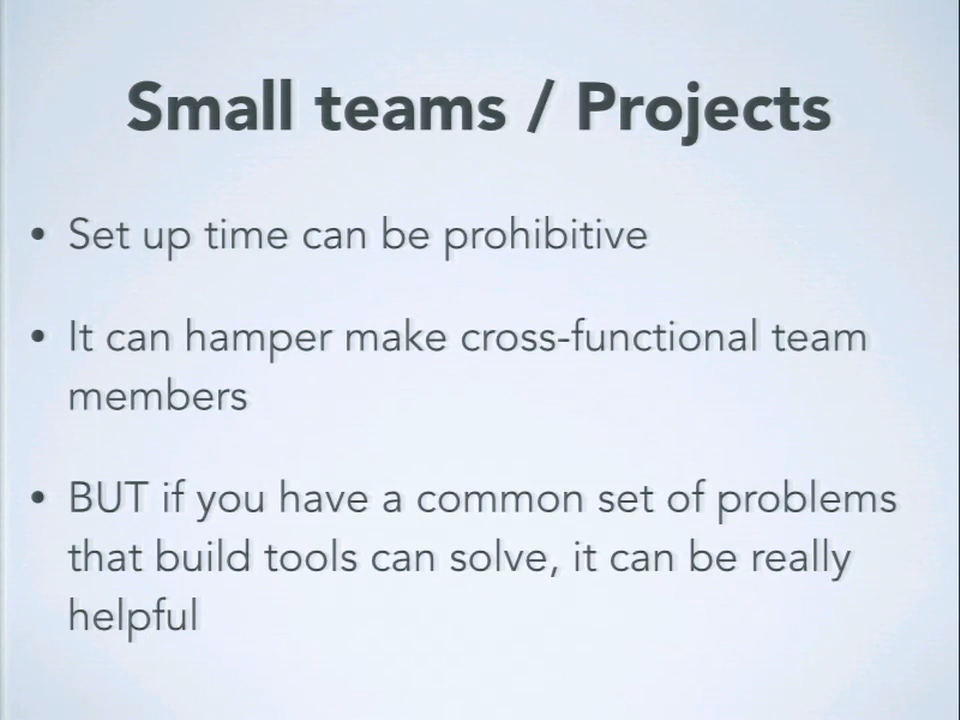 Small teams / Projects
• Set up time can be prohibitive
• It can hamper make cross-functional team
members
• BUT if you have a common set of problems
that build tools can solve, it can be really
helpful